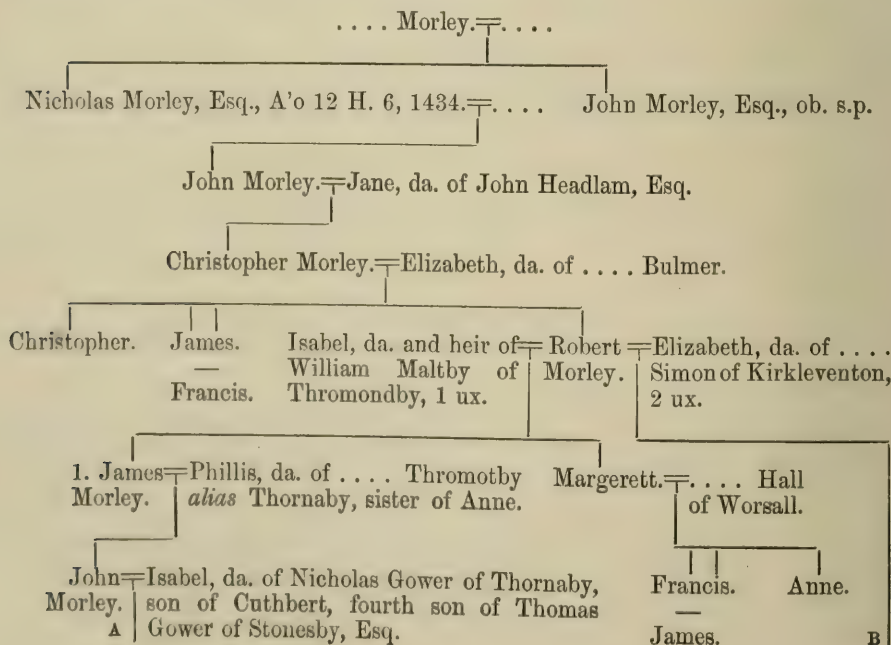 . . . . Morley. . . . .
Nicholas Morley, Esq., A'o 12 H. 6, 1434. . . . . John Morley, Esq., ob. s.p.
John Morley. Jane, da. of John Headlam, Esq.
Christopher Morley. Elizabeth, da. of . . . . Bulmer.
Christopher. James. Isabel, da. and heir of Robert Elizabeth, da. of . . . .
— William Maltby of Morley. Simon of Kirkleventon,
Francis. Thromondby, 1 ux. 2 ux.
1. James Phillis, da. of . . . . Thromotby Margerett. . . . . Hall
Morley. alias Thornaby, sister of Anne. of Worsall.
John Isabel, da. of Nicholas Gower of Thornaby, Francis. Anne.
Morley. son of Cuthbert, fourth son of Thomas —
A Gower of Stonesby, Esq. James. B